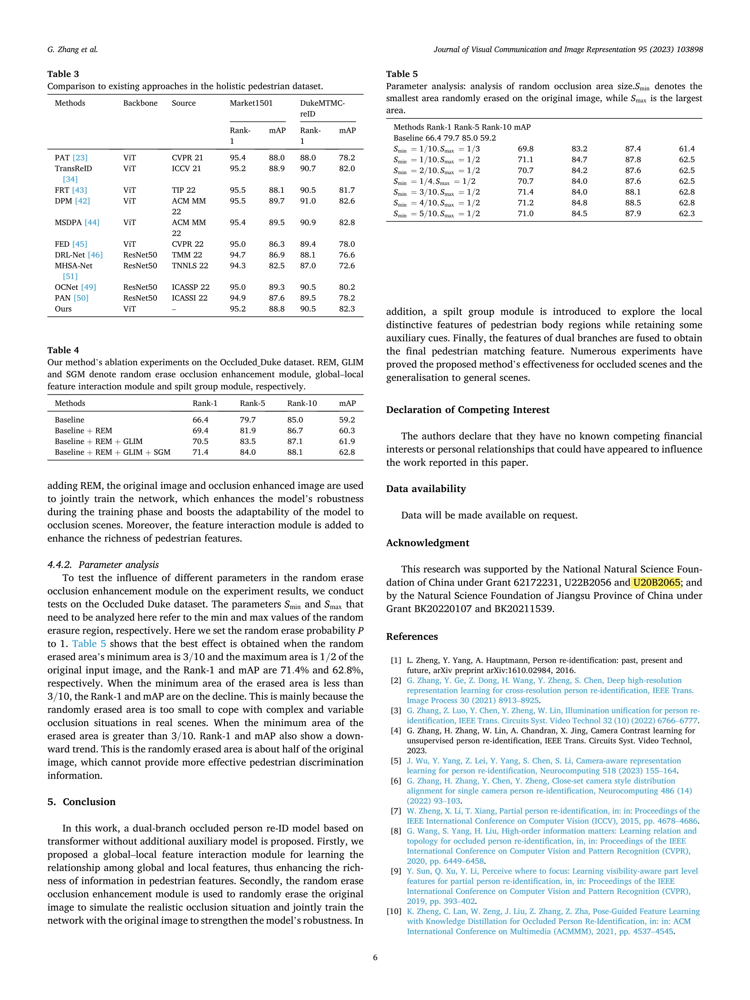 G. Zhang et al.
Journal of Visual Communication and Image Representation 95 (2023) 103898
Table 3
Comparison to existing approaches in the holistic pedestrian dataset.
Methods Backbone Source Market1501 DukeMTMC-
reID
Rank- mAP Rank- mAP
1 1
PAT [23] ViT CVPR 21 95.4 88.0 88.0 78.2
TransReID ViT ICCV 21 95.2 88.9 90.7 82.0
[34]
FRT [43] ViT TIP 22 95.5 88.1 90.5 81.7
DPM [42] ViT ACM MM 95.5 89.7 91.0 82.6
22
MSDPA [44] ViT ACM MM 95.4 89.5 90.9 82.8
22
FED [45] ViT CVPR 22 95.0 86.3 89.4 78.0
DRL-Net [46] ResNet50 TMM 22 94.7 86.9 88.1 76.6
MHSA-Net ResNet50 TNNLS 22 94.3 82.5 87.0 72.6
[51]
OCNet [49] ResNet50 ICASSP 22 95.0 89.3 90.5 80.2
PAN [50] ResNet50 ICASSI 22 94.9 87.6 89.5 78.2
Ours ViT – 95.2 88.8 90.5 82.3
Table 4
Our method's ablation experiments on the Occluded_Duke dataset. REM, GLIM
and SGM denote random erase occlusion enhancement module, global–local
feature interaction module and spilt group module, respectively.
Methods Rank-1 Rank-5 Rank-10 mAP
Baseline 66.4 79.7 85.0 59.2
Baseline + REM 69.4 81.9 86.7 60.3
Baseline + REM + GLIM 70.5 83.5 87.1 61.9
Baseline + REM + GLIM + SGM 71.4 84.0 88.1 62.8
adding REM, the original image and occlusion enhanced image are used
to jointly train the network, which enhances the model's robustness
during the training phase and boosts the adaptability of the model to
occlusion scenes. Moreover, the feature interaction module is added to
enhance the richness of pedestrian features.
4.4.2. Parameter analysis
To test the influence of different parameters in the random erase
occlusion enhancement module on the experiment results, we conduct
tests on the Occluded Duke dataset. The parameters Smin and Smax that
need to be analyzed here refer to the min and max values of the random
erasure region, respectively. Here we set the random erase probability P
to 1. Table 5 shows that the best effect is obtained when the random
erased area's minimum area is 3/10 and the maximum area is 1/2 of the
original input image, and the Rank-1 and mAP are 71.4% and 62.8%,
respectively. When the minimum area of the erased area is less than
3/10, the Rank-1 and mAP are on the decline. This is mainly because the
randomly erased area is too small to cope with complex and variable
occlusion situations in real scenes. When the minimum area of the
erased area is greater than 3/10. Rank-1 and mAP also show a down-
ward trend. This is the randomly erased area is about half of the original
image, which cannot provide more effective pedestrian discrimination
information.
5. Conclusion
In this work, a dual-branch occluded person re-ID model based on
transformer without additional auxiliary model is proposed. Firstly, we
proposed a global–local feature interaction module for learning the
relationship among global and local features, thus enhancing the rich-
ness of information in pedestrian features. Secondly, the random erase
occlusion enhancement module is used to randomly erase the original
image to simulate the realistic occlusion situation and jointly train the
network with the original image to strengthen the model's robustness. In
Table 5
Parameter analysis: analysis of random occlusion area size.Smin denotes the
smallest area randomly erased on the original image, while Smax is the largest
area.
Methods Rank-1 Rank-5 Rank-10 mAP
Baseline 66.4 79.7 85.0 59.2
Smin = 1/10,Smax = 1/3 69.8 83.2 87.4 61.4
Smin = 1/10,Smax = 1/2 71.1 84.7 87.8 62.5
Smin = 2/10,Smax = 1/2 70.7 84.2 87.6 62.5
Smin = 1/4,Smax = 1/2 70.7 84.0 87.6 62.5
Smin = 3/10,Smax = 1/2 71.4 84.0 88.1 62.8
Smin = 4/10,Smax = 1/2 71.2 84.8 88.5 62.8
Smin = 5/10,Smax = 1/2 71.0 84.5 87.9 62.3
addition, a spilt group module is introduced to explore the local
distinctive features of pedestrian body regions while retaining some
auxiliary cues. Finally, the features of dual branches are fused to obtain
the final pedestrian matching feature. Numerous experiments have
proved the proposed method's effectiveness for occluded scenes and the
generalisation to general scenes.
Declaration of Competing Interest
The authors declare that they have no known competing financial
interests or personal relationships that could have appeared to influence
the work reported in this paper.
Data availability
Data will be made available on request.
Acknowledgment
This research was supported by the National Natural Science Foun-
dation of China under Grant 62172231, U22B2056 and U20B2065; and
by the Natural Science Foundation of Jiangsu Province of China under
Grant BK20220107 and BK20211539.
References
[1] L. Zheng, Y. Yang, A. Hauptmann, Person re-identification: past, present and
future, arXiv preprint arXiv:1610.02984, 2016.
[2] G. Zhang, Y. Ge, Z. Dong, H. Wang, Y. Zheng, S. Chen, Deep high-resolution
representation learning for cross-resolution person re-identification, IEEE Trans.
Image Process 30 (2021) 8913–8925.
[3] G. Zhang, Z. Luo, Y. Chen, Y. Zheng, W. Lin, Illumination unification for person re-
identification, IEEE Trans. Circuits Syst. Video Technol 32 (10) (2022) 6766–6777.
[4] G. Zhang, H. Zhang, W. Lin, A. Chandran, X. Jing, Camera Contrast learning for
unsupervised person re-identification, IEEE Trans. Circuits Syst. Video Technol,
2023.
[5] J. Wu, Y. Yang, Z. Lei, Y. Yang, S. Chen, S. Li, Camera-aware representation
learning for person re-identification, Neurocomputing 518 (2023) 155–164.
[6] G. Zhang, H. Zhang, Y. Chen, Y. Zheng, Close-set camera style distribution
alignment for single camera person re-identification, Neurocomputing 486 (14)
(2022) 93–103.
[7] W. Zheng, X. Li, T. Xiang, Partial person re-identification, in: in: Proceedings of the
IEEE International Conference on Computer Vision (ICCV), 2015, pp. 4678–4686.
[8] G. Wang, S. Yang, H. Liu, High-order information matters: Learning relation and
topology for occluded person re-identification, in, in: Proceedings of the IEEE
International Conference on Computer Vision and Pattern Recognition (CVPR),
2020, pp. 6449–6458.
[9] Y. Sun, Q. Xu, Y. Li, Perceive where to focus: Learning visibility-aware part level
features for partial person re-identification, in, in: Proceedings of the IEEE
International Conference on Computer Vision and Pattern Recognition (CVPR),
2019, pp. 393–402.
[10] K. Zheng, C. Lan, W. Zeng, J. Liu, Z. Zhang, Z. Zha, Pose-Guided Feature Learning
with Knowledge Distillation for Occluded Person Re-Identification, in: in: ACM
International Conference on Multimedia (ACMMM), 2021, pp. 4537–4545.
6